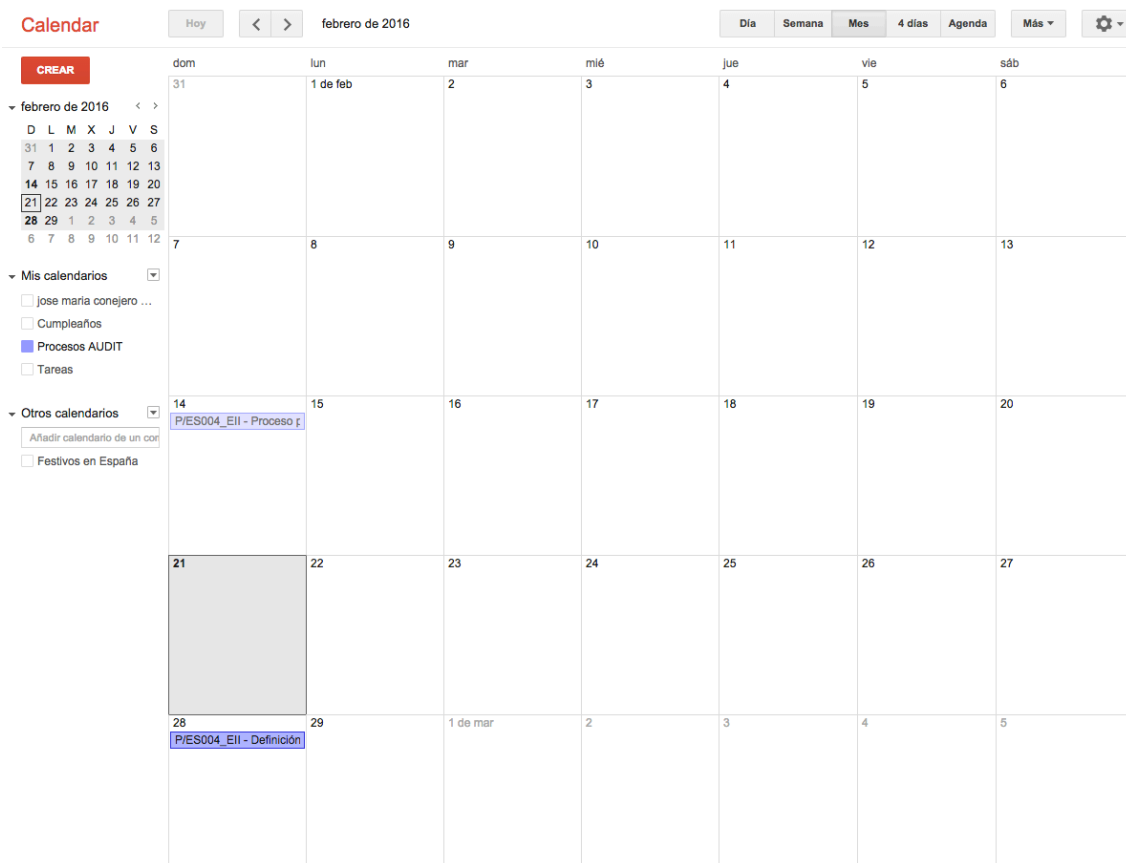 Calendar
Hoy
febrero de 2016
Día Semana Mes 4 días Agenda
Más
CREAR
febrero de 2016
D L M X J V S
31 1 2 3 4 5 6
7 8 9 10 11 12 13
14 15 16 17 18 19 20
21 22 23 24 25 26 27
28 29 1 2 3 4 5
6 7 8 9 10 11 12
Mis calendarios
jose maria conejero ...
Cumpleaños
Procesos AUDIT
Tareas
Otros calendarios
Añadir calendario de un cor
Festivos en España
dom lun mar mié jue vie sáb
31 1 de feb 2 3 4 5 6
7 8 9 10 11 12 13
14 15 16 17 18 19 20
P/ES004_EII - Proceso p
21 22 23 24 25 26 27
28 29 1 de mar 2 3 4 5
P/ES004_EII - Definición